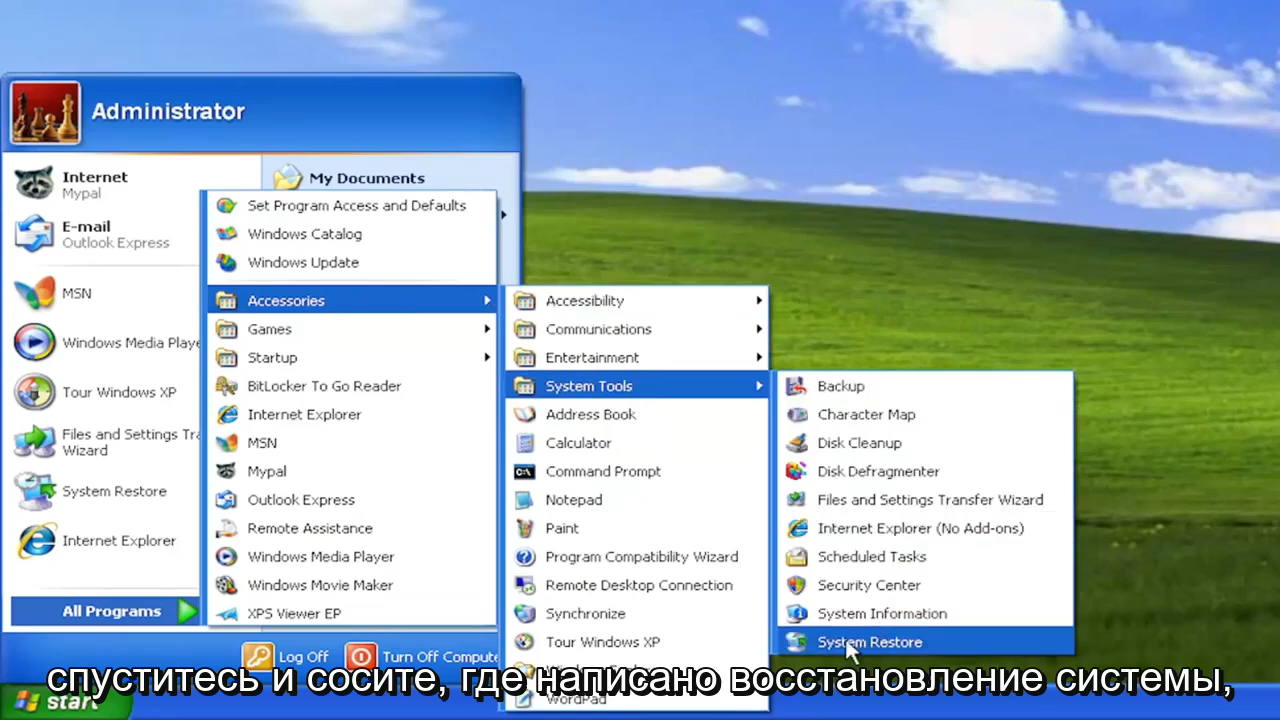 Administrator
Internet
Mypal
E-mail
Outlook Express
MSN
Windows Media Playe
Tour Windows XP
Files and Settings Tra
Wizard
System Restore
Internet Explorer
All Programs
My Documents
Set Program Access and Defaults
Windows Catalog
Windows Update
Accessories
Games
Startup
BitLocker To Go Reader
Internet Explorer
MSN
Mypal
Outlook Express
Remote Assistance
Windows Media Player
Windows Movie Maker
XPS Viewer EP
Accessibility
Communications
Entertainment
System Tools
Address Book
Calculator
Command Prompt
Notepad
Paint
Program Compatibility Wizard
Remote Desktop Connection
Synchronize
Tour Windows XP
WordPad
Backup
Character Map
Disk Cleanup
Disk Defragmenter
Files and Settings Transfer Wizard
Internet Explorer (No Add-ons)
Scheduled Tasks
Security Center
System Information
System Restore
Log Off
Turn Off Compute
спуститесь и сосите, где написано восстановление системы,
start